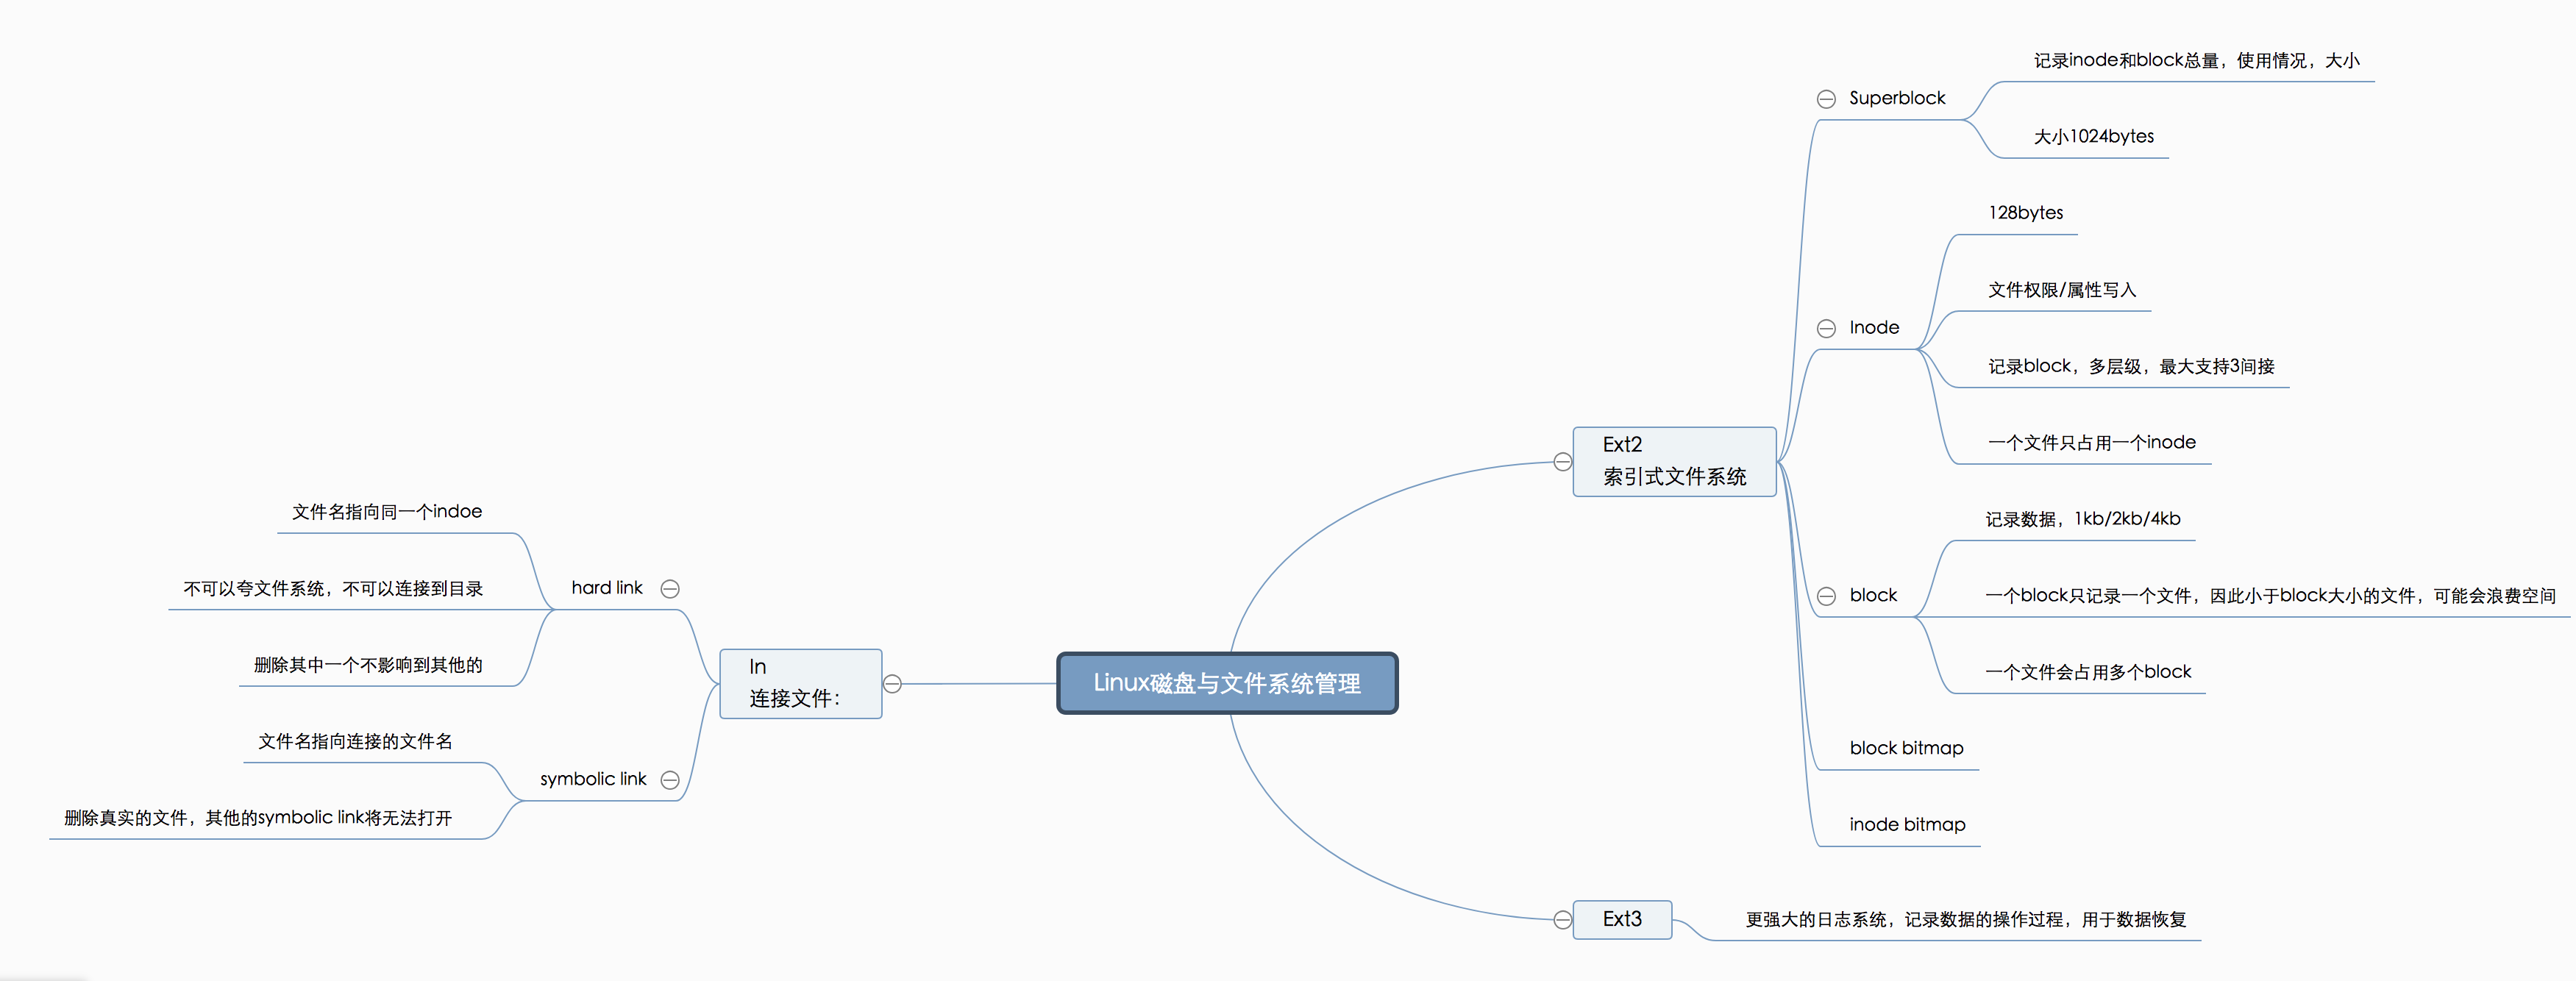 Linux磁盘与文件系统管理
Ext2
索引式文件系统
Superblock
记录inode和block总量，使用情况，大小
大小1024bytes
Inode
128bytes
文件权限/属性写入
记录block，多层级，最大支持3间接
一个文件只占用一个inode
block
记录数据，1kb/2kb/4kb
一个block只记录一个文件，因此小于block大小的文件，可能会浪费空间
一个文件会占用多个block
block bitmap
inode bitmap
Ext3
更强大的日志系统，记录数据的操作过程，用于数据恢复
ln
连接文件：
hard link
文件名指向同一个indoe
不可以夸文件系统，不可以连接到目录
删除其中一个不影响到其他的
symbolic link
文件名指向连接的文件名
删除真实的文件，其他的symbolic link将无法打开